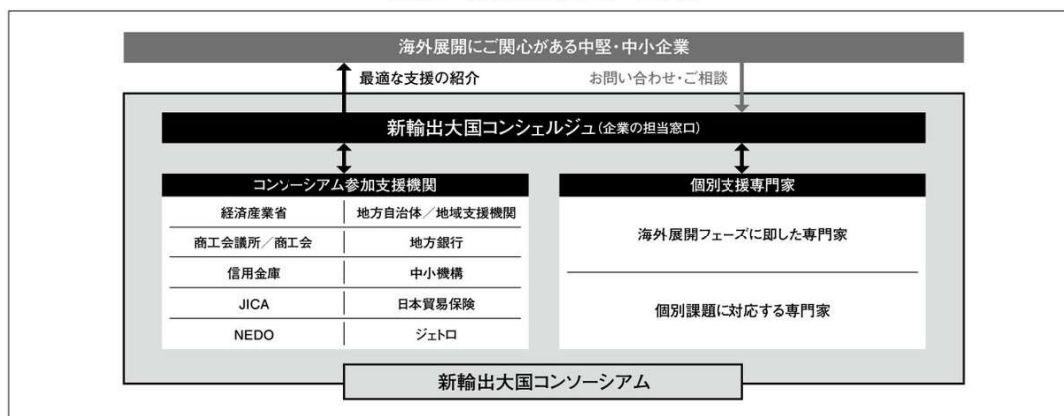 海外展開にご関心がある中堅・中小企業
最適な支援の紹介
お問い合わせ・ご相談
新輸出大国コンシェルジュ(企業の担当窓口)
コンソーシアム参加支援機関
経済産業省
地方自治体／地域支援機関
商工会議所／商工会
地方銀行
信用金庫
中小機構
JICA
日本貿易保険
NEDO
ジェトロ
個別支援専門家
海外展開フェーズに即した専門家
個別課題に対応する専門家
新輸出大国コンソーシアム